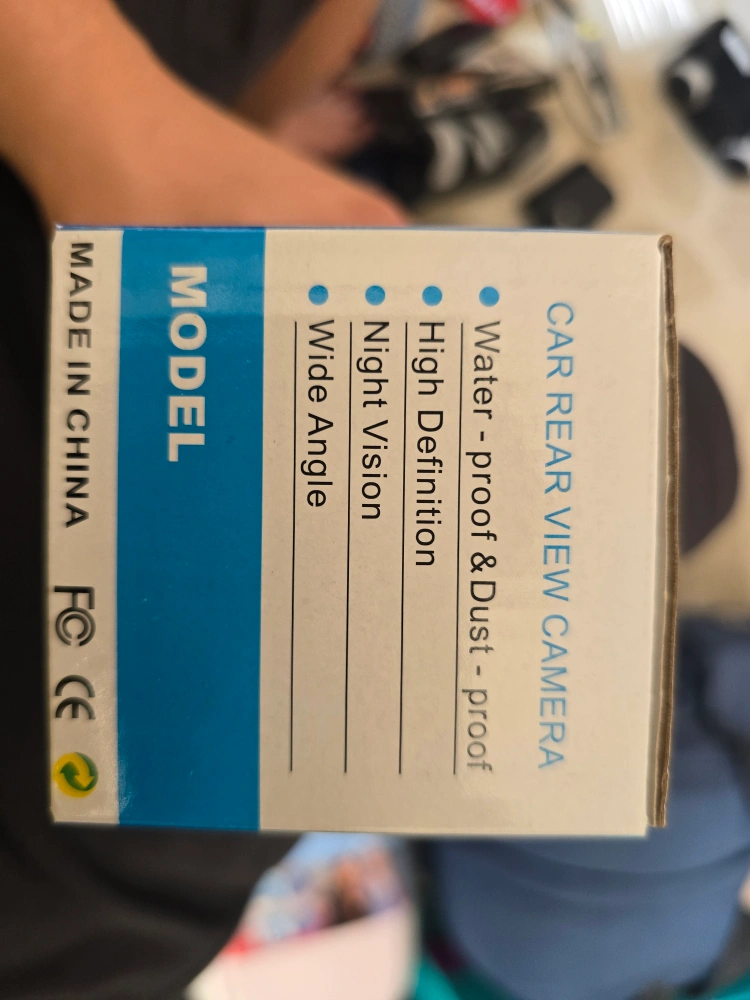 CAR REAR VIEW CAMERA
Water - proof & Dust - proof
High Definition
Night Vision
Wide Angle
MODEL
MADE IN CHINA FC CE